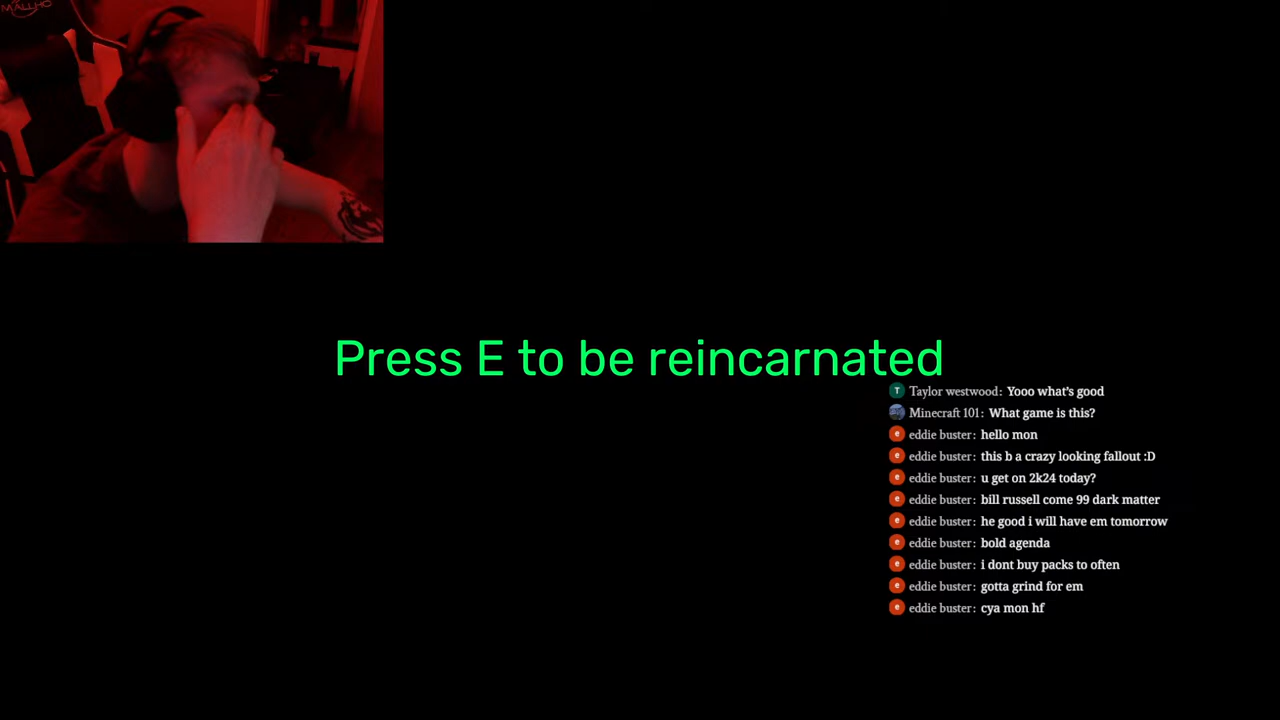 Press E to be reincarnated
Taylor westwood: Yooo what's good
Minecraft 101: What game is this?
eddie buster: hello mon
eddie buster: this b a crazy looking fallout :D
eddie buster: u get on 2k24 today?
eddie buster: bill russell come 99 dark matter
eddie buster: he good i will have em tomorrow
eddie buster: bold agenda
eddie buster: i dont buy packs to often
eddie buster: gotta grind for em
eddie buster: cya mon hf